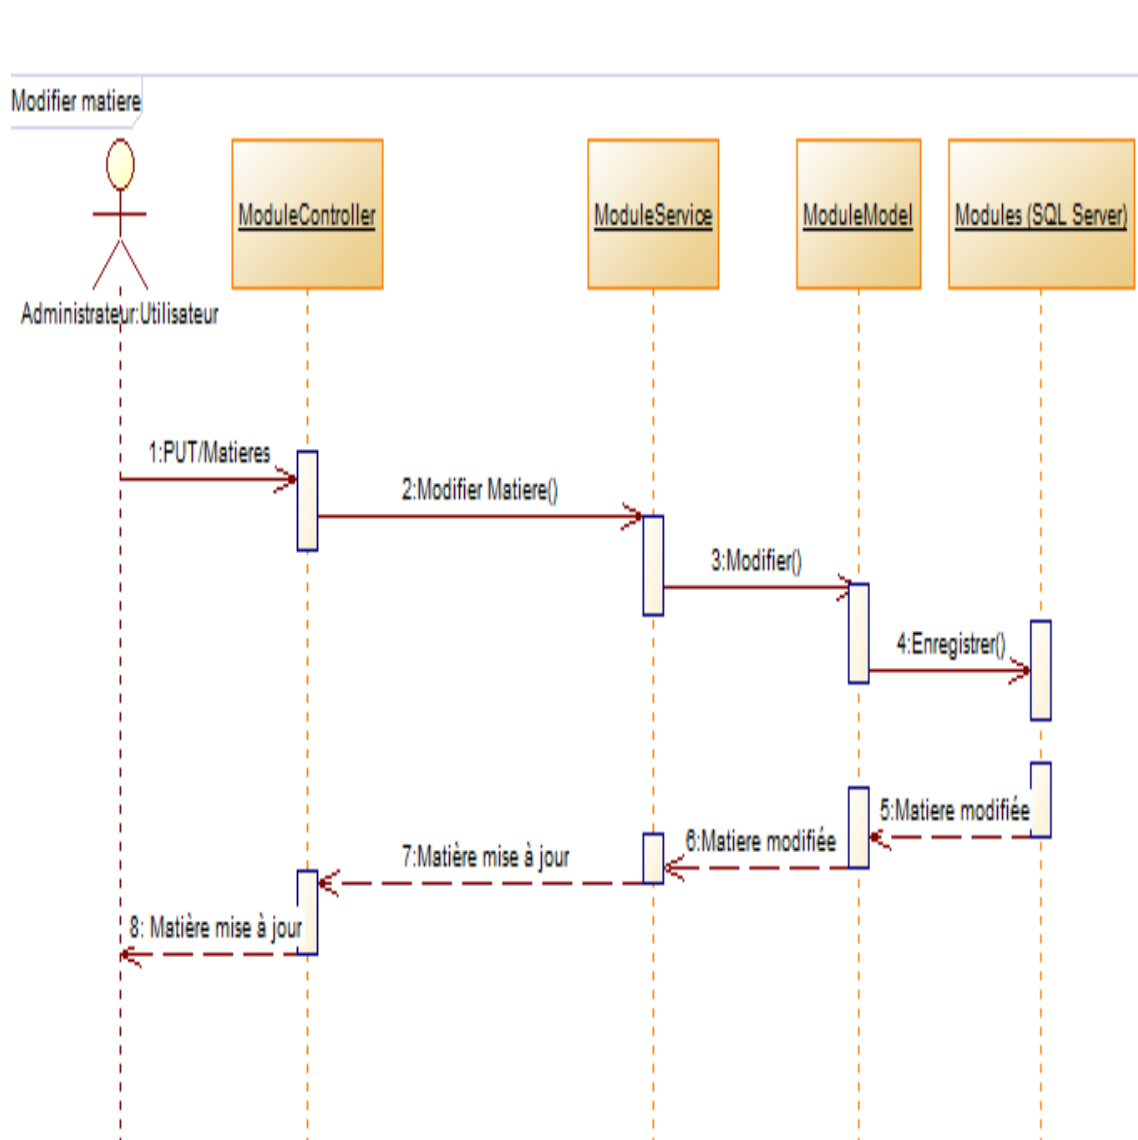 Modifier matiere
ModuleController
ModuleService
ModuleModel
Modules (SQL Server)
Administrateur:Utilisateur
1:PUT/Matieres
2:Modifier Matiere()
3:Modifier()
4:Enregistrer()
5:Matiere modifiée
6:Matiere modifiée
7:Matière mise à jour
8: Matière mise à jour